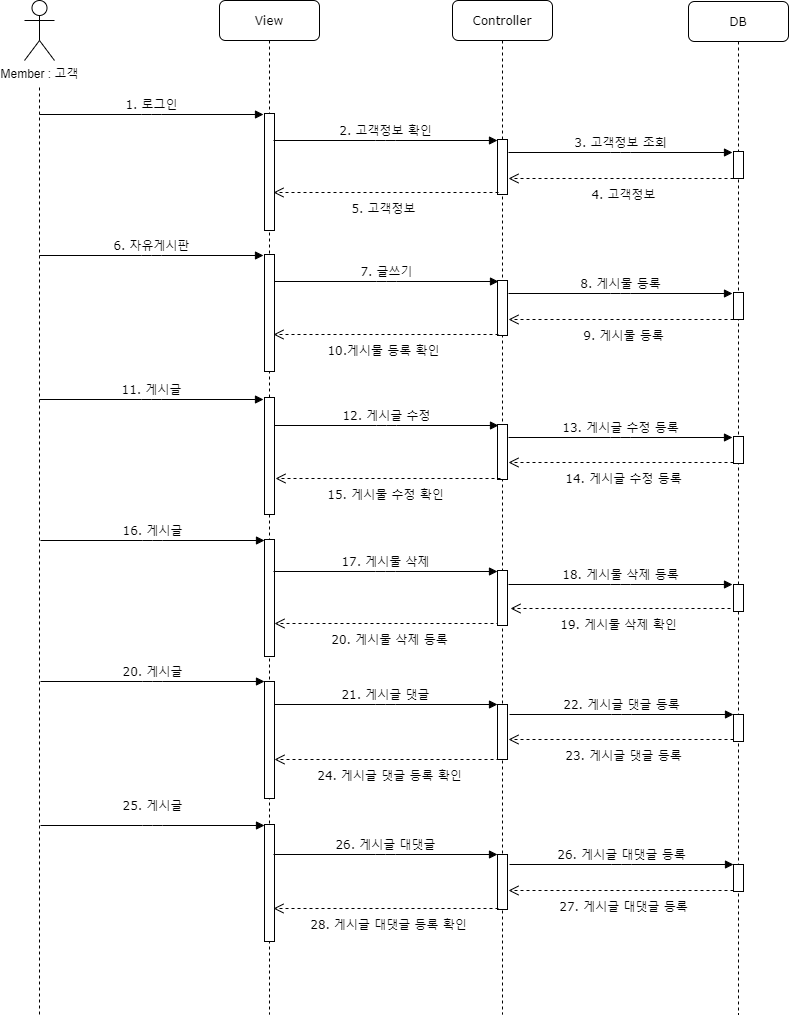 View
Controller
DB
Member : 고객
1. 로그인
2. 고객정보 확인
3. 고객정보 조회
4. 고객정보
5. 고객정보
6. 자유게시판
7. 글쓰기
8. 게시물 등록
9. 게시물 등록
10.게시물 등록 확인
11. 게시글
12. 게시글 수정
13. 게시글 수정 등록
14. 게시글 수정 등록
15. 게시물 수정 확인
16. 게시글
17. 게시물 삭제
18. 게시물 삭제 등록
19. 게시물 삭제 확인
20. 게시물 삭제 등록
20. 게시글
21. 게시글 댓글
22. 게시글 댓글 등록
23. 게시글 댓글 등록
24. 게시글 댓글 등록 확인
25. 게시글
26. 게시글 대댓글
26. 게시글 대댓글 등록
27. 게시글 대댓글 등록
28. 게시글 대댓글 등록 확인